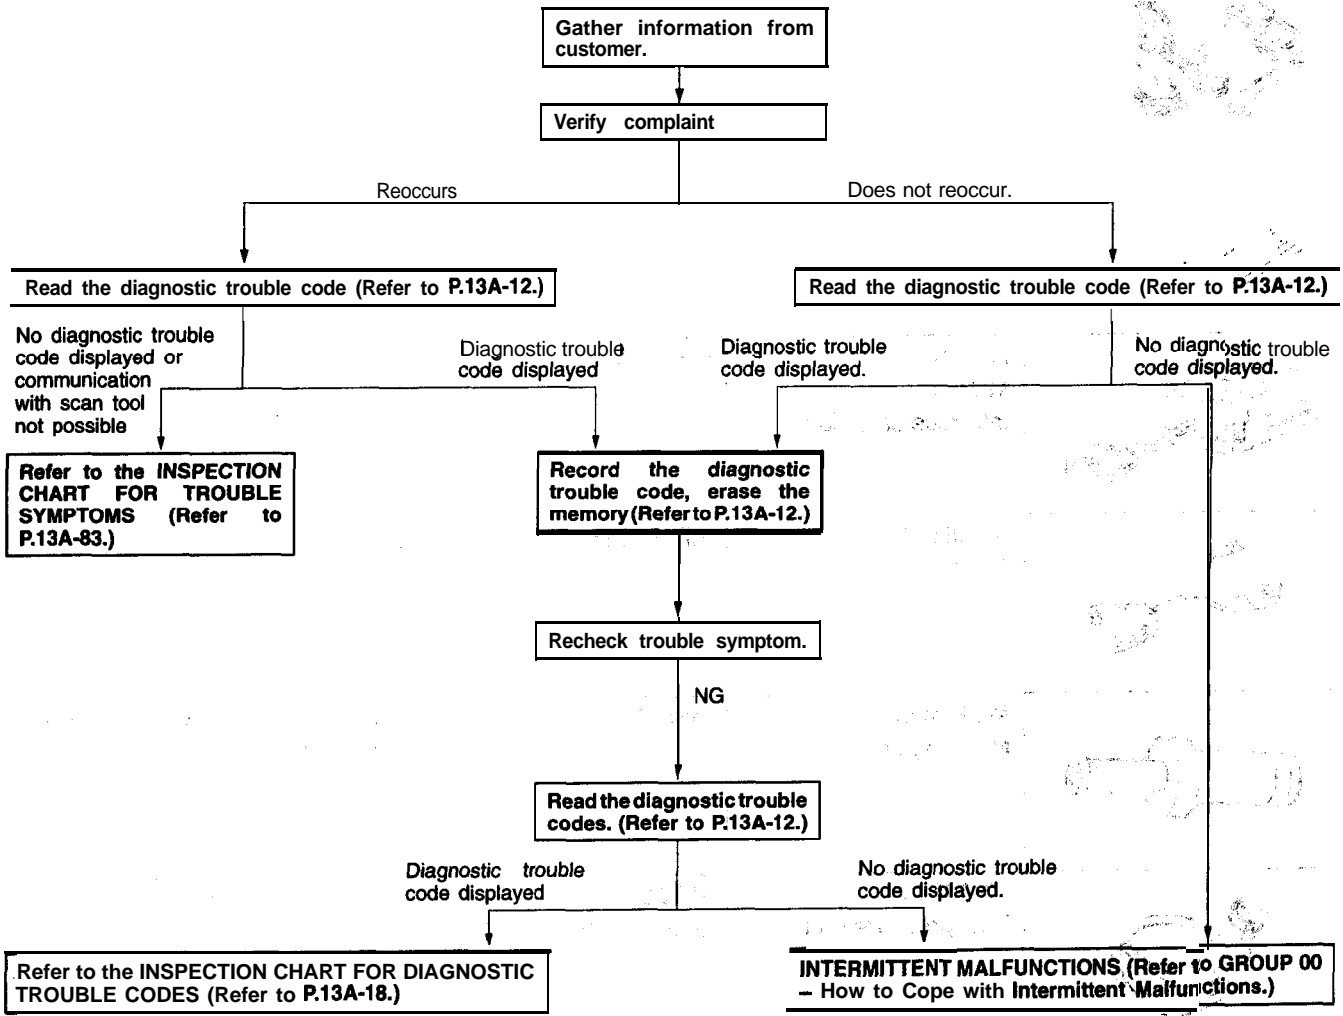 Gather information from
customer.
Verify complaint
Reoccurs
Does not reoccur.
Read the diagnostic trouble code (Refer to P.13A-12.)
Read the diagnostic trouble code (Refer to P.13A-12.)
No diagnostic trouble
code displayed or
communication
with scan tool
not possible
Diagnostic trouble
code displayed
Diagnostic trouble
code displayed.
No diagnostic trouble
code displayed.
Refer to the INSPECTION
CHART FOR TROUBLE
SYMPTOMS (Refer to
P.13A-83.)
Record the diagnostic
trouble code, erase the
memory (Refer to P.13A-12.)
Recheck trouble symptom.
NG
Read the diagnostic trouble
codes. (Refer to P.13A-12.)
Diagnostic trouble
code displayed
No diagnostic trouble
code displayed.
Refer to the INSPECTION CHART FOR DIAGNOSTIC
TROUBLE CODES (Refer to P.13A-18.)
INTERMITTENT MALFUNCTIONS (Refer to GROUP 00
– How to Cope with Intermittent Malfunctions.)